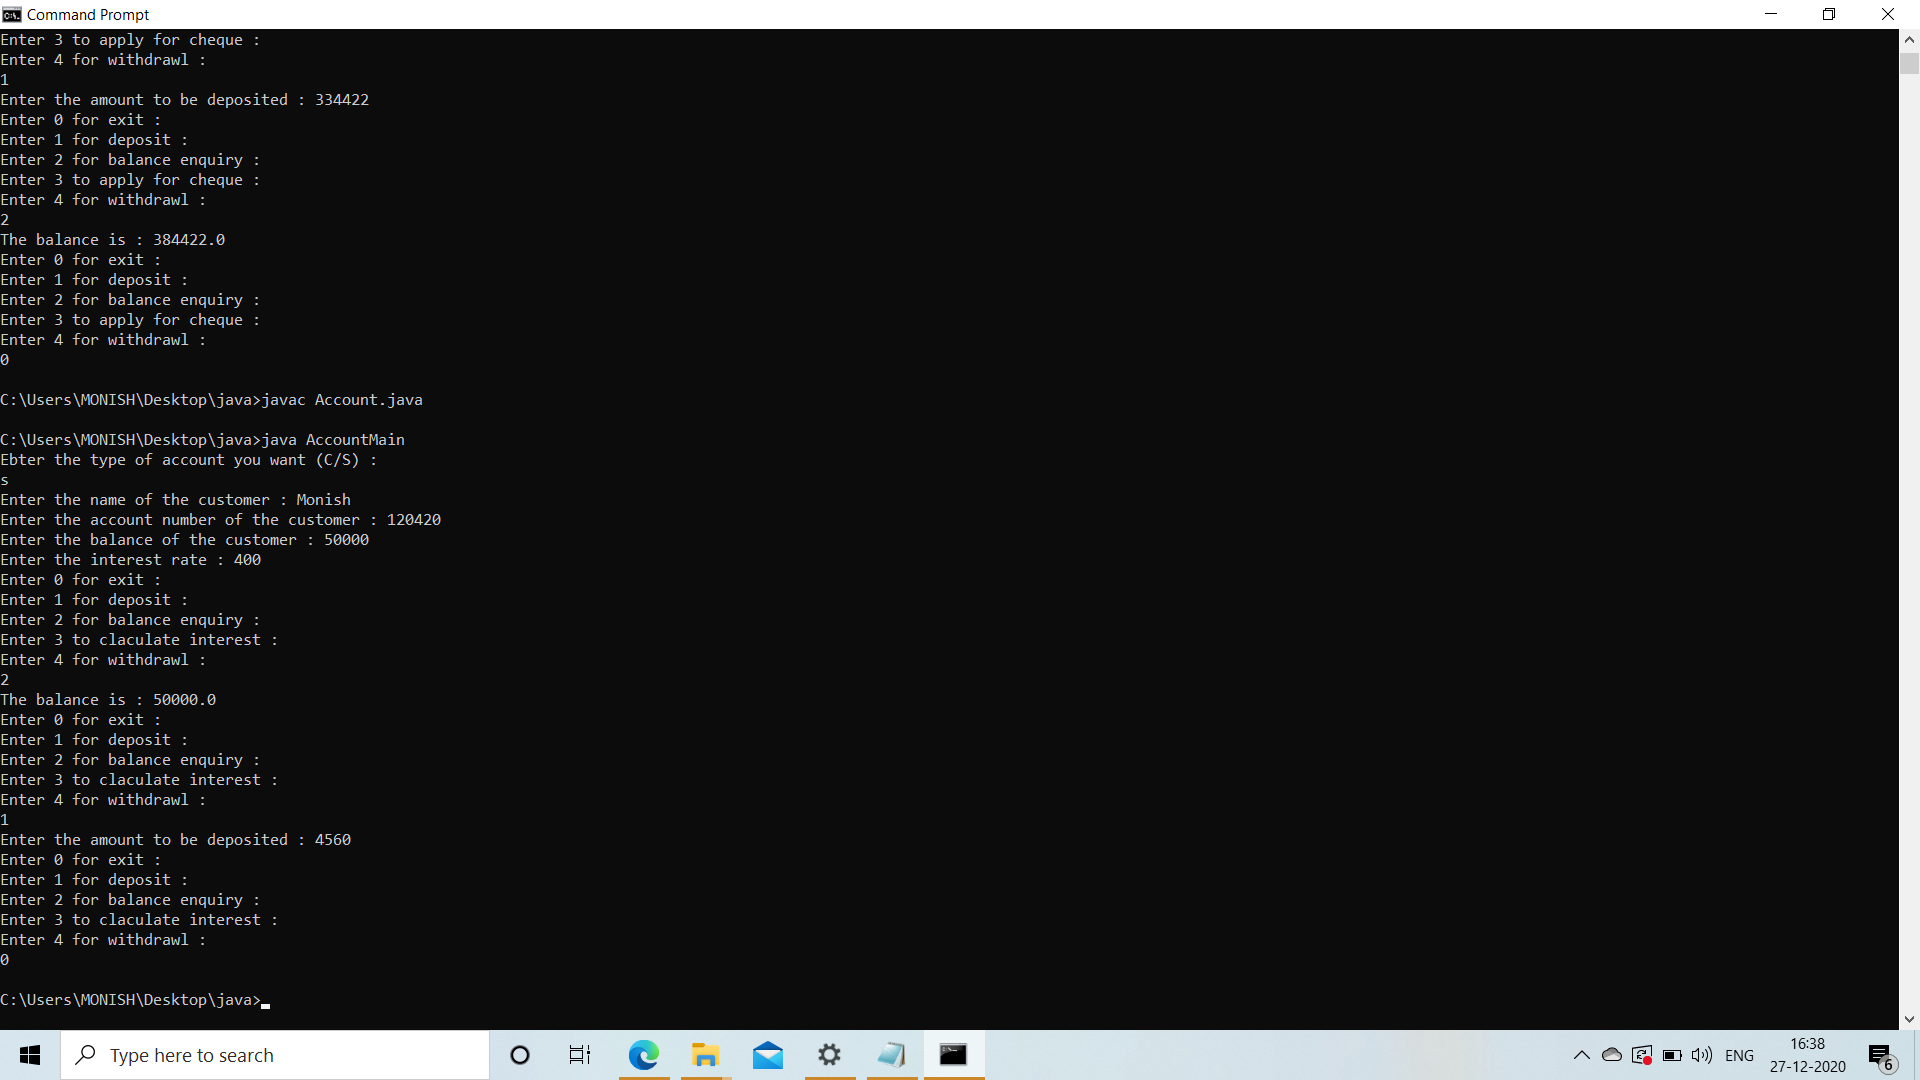 Command Prompt
Enter 3 to apply for cheque :
Enter 4 for withdrawl :
1
Enter the amount to be deposited : 334422
Enter 0 for exit :
Enter 1 for deposit :
Enter 2 for balance enquiry :
Enter 3 to apply for cheque :
Enter 4 for withdrawl :
2
The balance is : 384422.0
Enter 0 for exit :
Enter 1 for deposit :
Enter 2 for balance enquiry :
Enter 3 to apply for cheque :
Enter 4 for withdrawl :
0
C:\Users\MONISH\Desktop\java>javac Account.java
C:\Users\MONISH\Desktop\java>java AccountMain
Ebter the type of account you want (C/S) :
s
Enter the name of the customer : Monish
Enter the account number of the customer : 120420
Enter the balance of the customer : 50000
Enter the interest rate : 400
Enter 0 for exit :
Enter 1 for deposit :
Enter 2 for balance enquiry :
Enter 3 to claculate interest :
Enter 4 for withdrawl :
2
The balance is : 50000.0
Enter 0 for exit :
Enter 1 for deposit :
Enter 2 for balance enquiry :
Enter 3 to claculate interest :
Enter 4 for withdrawl :
1
Enter the amount to be deposited : 4560
Enter 0 for exit :
Enter 1 for deposit :
Enter 2 for balance enquiry :
Enter 3 to claculate interest :
Enter 4 for withdrawl :
0
C:\Users\MONISH\Desktop\java>
Type here to search
ENG
16:38
27-12-2020
6